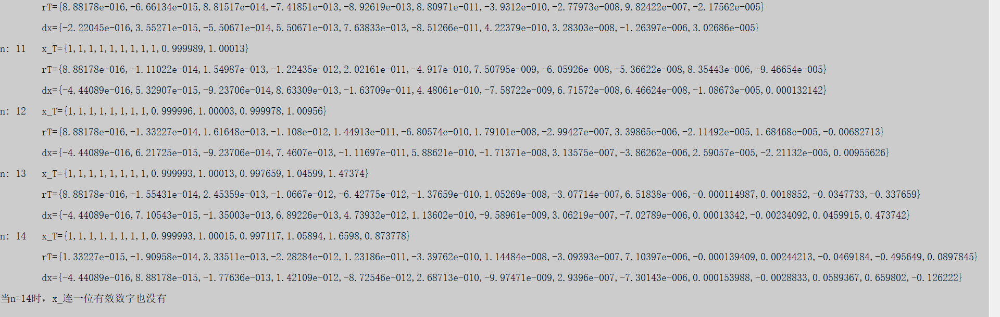 rT={8.88178e-016,-6.66134e-015,8.81517e-014,-7.41851e-013,-8.92619e-013,8.80971e-011,-3.9312e-010,-2.77973e-008,9.82422e-007,-2.17562e-005}
dx={-2.22045e-016,3.55271e-015,-5.50671e-014,5.50671e-013,7.63833e-013,-8.51266e-011,4.22379e-010,3.28303e-008,-1.26397e-006,3.02686e-005}
n: 11 x_T={1,1,1,1,1,1,1,1,1,0.999989,1.00013}
rT={8.88178e-016,-1.11022e-014,1.54987e-013,-1.22435e-012,2.02161e-011,-4.917e-010,7.50795e-009,-6.05926e-008,-5.36622e-008,8.35443e-006,-9.46654e-005}
dx={-4.44089e-016,5.32907e-015,-9.23706e-014,8.63309e-013,-1.63709e-011,4.48061e-010,-7.58722e-009,6.71572e-008,6.46624e-008,-1.08673e-005,0.000132142}
n: 12 x_T={1,1,1,1,1,1,1,1,0.999996,1.00003,0.999978,1.00956}
rT={8.88178e-016,-1.33227e-014,1.61648e-013,-1.108e-012,1.44913e-011,-6.80574e-010,1.79101e-008,-2.99427e-007,3.39865e-006,-2.11492e-005,1.68468e-005,-0.00682713}
dx={-4.44089e-016,6.21725e-015,-9.23706e-014,7.4607e-013,-1.11697e-011,5.88621e-010,-1.71371e-008,3.13575e-007,-3.86262e-006,2.59057e-005,-2.21132e-005,0.00955626}
n: 13 x_T={1,1,1,1,1,1,1,1,0.999993,1.00013,0.997659,1.04599,1.47374}
rT={8.88178e-016,-1.55431e-014,2.45359e-013,-1.0667e-012,-6.42775e-012,-1.37659e-010,1.05269e-008,-3.07714e-007,6.51838e-006,-0.000114987,0.0018852,-0.0347733,-0.337659}
dx={-4.44089e-016,7.10543e-015,-1.35003e-013,6.89226e-013,4.73932e-012,1.13602e-010,-9.58961e-009,3.06219e-007,-7.02789e-006,0.00013342,-0.00234092,0.0459915,0.473742}
n: 14 x_T={1,1,1,1,1,1,1,1,0.999993,1.00015,0.997117,1.05894,1.6598,0.873778}
rT={1.33227e-015,-1.90958e-014,3.33511e-013,-2.28284e-012,1.23186e-011,-3.39762e-010,1.14484e-008,-3.09393e-007,7.10397e-006,-0.000139409,0.00244213,-0.0469184,-0.495649,0.0897845}
dx={-4.44089e-016,8.88178e-015,-1.77636e-013,1.42109e-012,-8.72546e-012,2.68713e-010,-9.97471e-009,2.9396e-007,-7.30143e-006,0.000153988,-0.0028833,0.0589367,0.659802,-0.126222}
当n=14时，x_连一位有效数字也没有